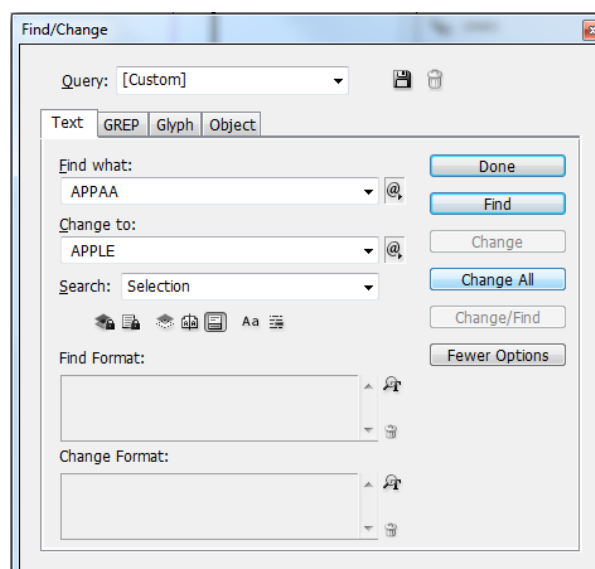 Find/Change
Query: [Custom]
Text GREP Glyph Object
Find what:
APPAA
Done
Find
Change to:
APPLE
Change
Search: Selection
Change All
Aa
Change/Find
Find Format:
Fewer Options
Change Format: